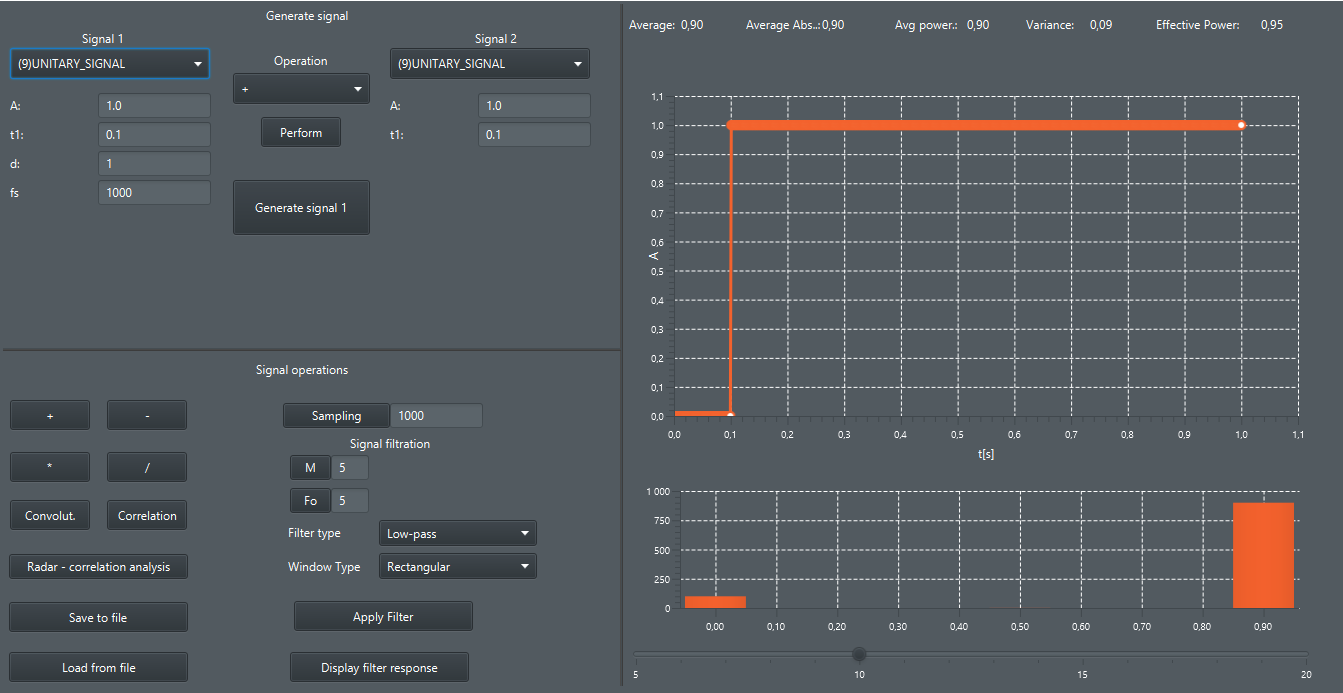 Generate signal
Signal 1
(9)UNITARY_SIGNAL
A: 1.0
t1: 0.1
d: 1
fs 1000
Operation
+
Perform
Generate signal 1
Signal 2
(9)UNITARY_SIGNAL
A: 1.0
t1: 0.1
Signal operations
+ -
* /
Convolut. Correlation
Radar - correlation analysis
Save to file
Load from file
Sampling 1000
Signal filtration
M 5
Fo 5
Filter type Low-pass
Window Type Rectangular
Apply Filter
Display filter response
Average: 0,90 Average Abs..: 0,90 Avg power.: 0,90 Variance: 0,09 Effective Power: 0,95
1,1
1,0
0,9
0,8
0,7
0,6
A
0,5
0,4
0,3
0,2
0,1
0,0
0,0 0,1 0,2 0,3 0,4 0,5 0,6 0,7 0,8 0,9 1,0 1,1
t[s]
1 000
750
500
250
0
0,00 0,10 0,20 0,30 0,40 0,50 0,60 0,70 0,80 0,90
5 10 15 20